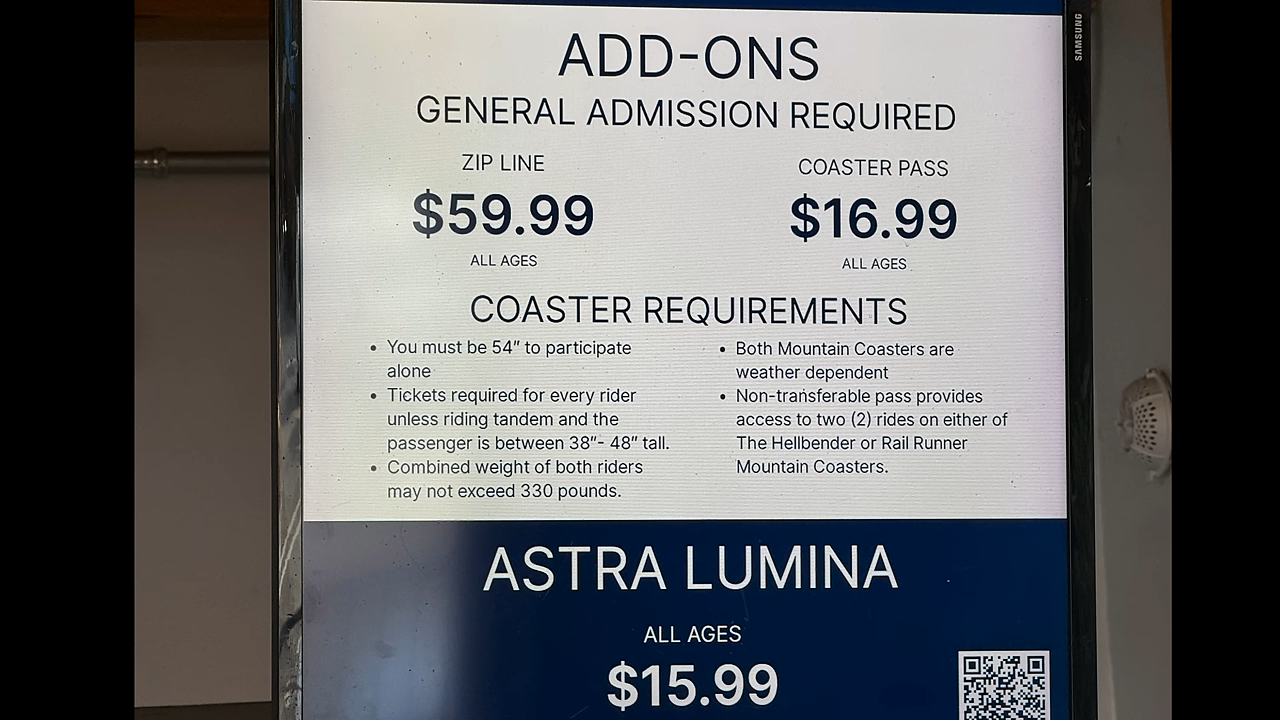 SAMSUNG
ADD-ONS
GENERAL ADMISSION REQUIRED
ZIP LINE
$59.99
ALL AGES
COASTER PASS
$16.99
ALL AGES
COASTER REQUIREMENTS
• You must be 54" to participate
alone
• Tickets required for every rider
unless riding tandem and the
passenger is between 38"- 48" tall.
• Combined weight of both riders
may not exceed 330 pounds.
• Both Mountain Coasters are
weather dependent
• Non-transferable pass provides
access to two (2) rides on either of
The Hellbender or Rail Runner
Mountain Coasters.
ASTRA LUMINA
ALL AGES
$15.99